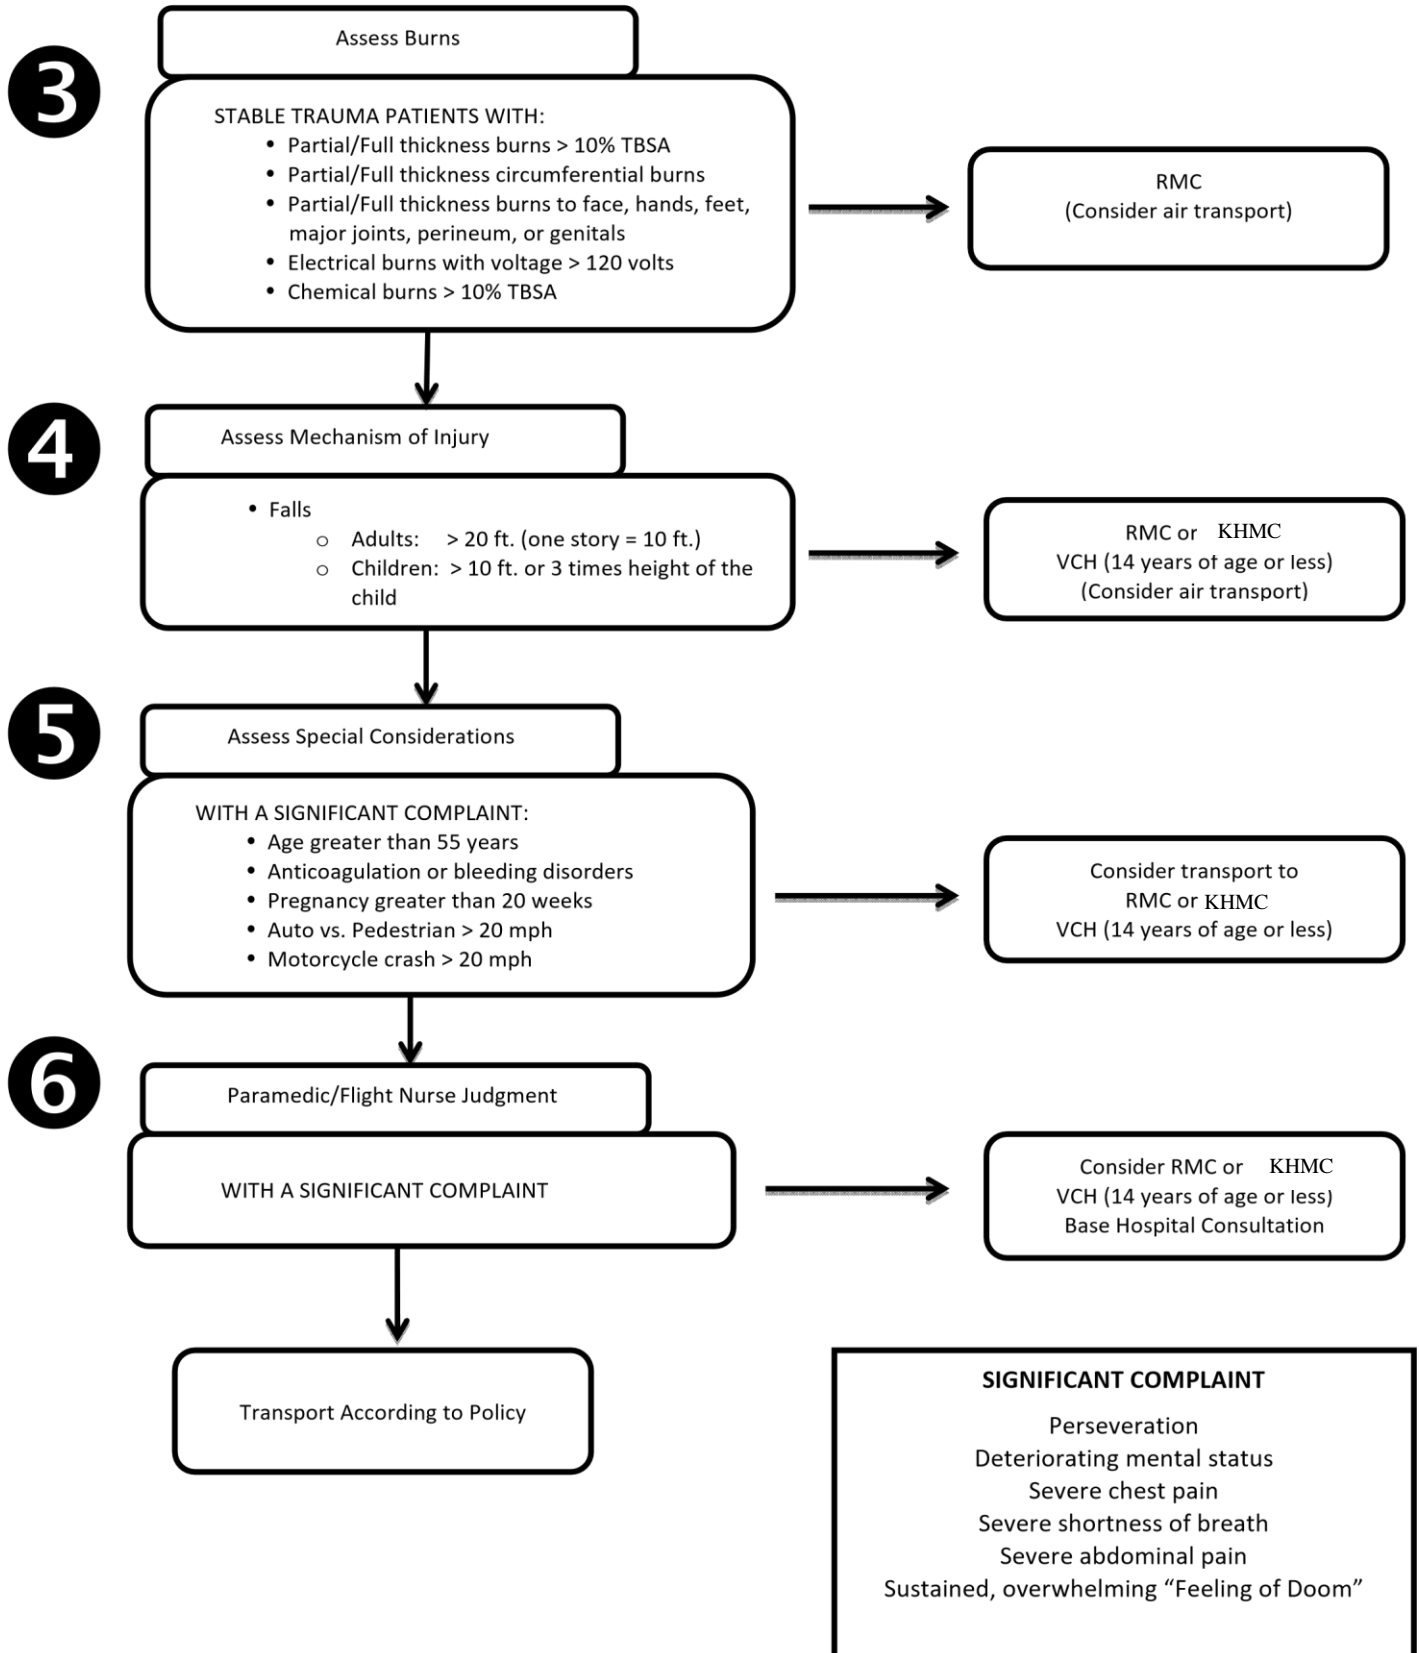 3
Assess Burns
STABLE TRAUMA PATIENTS WITH:
• Partial/Full thickness burns > 10% TBSA
• Partial/Full thickness circumferential burns
• Partial/Full thickness burns to face, hands, feet,
major joints, perineum, or genitals
• Electrical burns with voltage > 120 volts
• Chemical burns > 10% TBSA
RMC
(Consider air transport)
4
Assess Mechanism of Injury
• Falls
o Adults: > 20 ft. (one story = 10 ft.)
o Children: > 10 ft. or 3 times height of the
child
RMC or KHMC
VCH (14 years of age or less)
(Consider air transport)
5
Assess Special Considerations
WITH A SIGNIFICANT COMPLAINT:
• Age greater than 55 years
• Anticoagulation or bleeding disorders
• Pregnancy greater than 20 weeks
• Auto vs. Pedestrian > 20 mph
• Motorcycle crash > 20 mph
Consider transport to
RMC or KHMC
VCH (14 years of age or less)
6
Paramedic/Flight Nurse Judgment
WITH A SIGNIFICANT COMPLAINT
Consider RMC or KHMC
VCH (14 years of age or less)
Base Hospital Consultation
Transport According to Policy
SIGNIFICANT COMPLAINT
Perseveration
Deteriorating mental status
Severe chest pain
Severe shortness of breath
Severe abdominal pain
Sustained, overwhelming “Feeling of Doom”